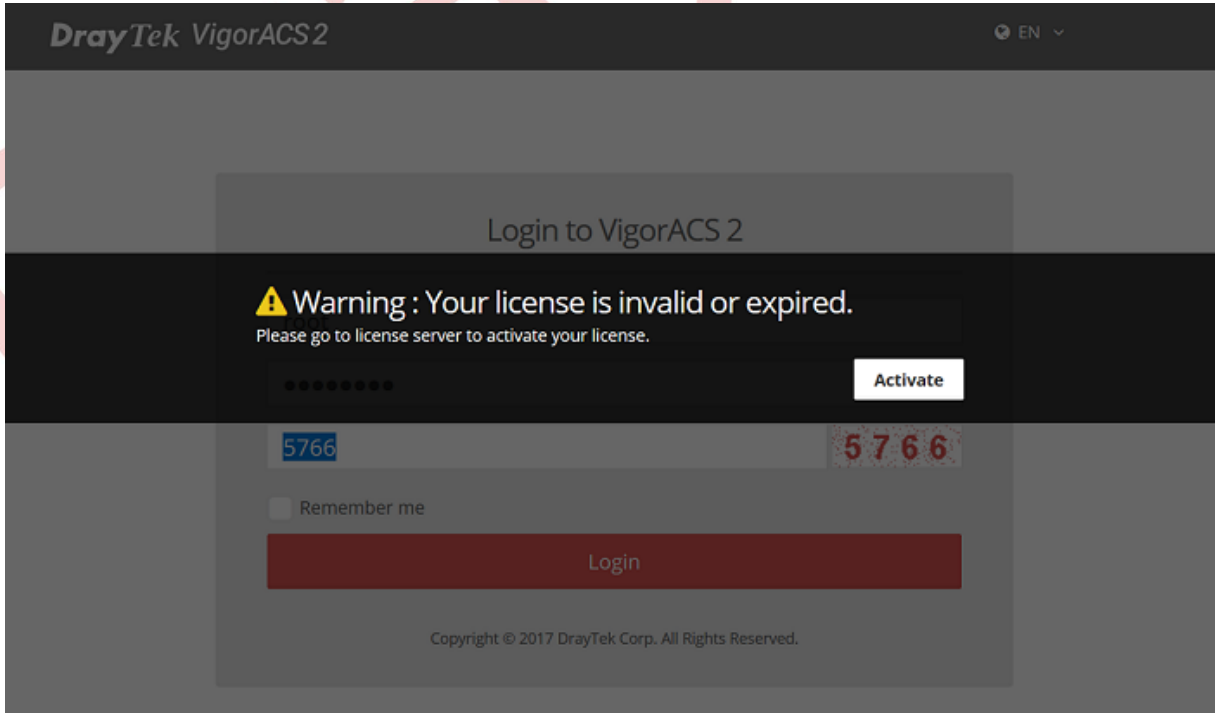 DrayTek VigorACS 2
EN
Login to VigorACS 2
Warning : Your license is invalid or expired.
root
Please go to license server to activate your license.
Activate
5766
5766
Remember me
Login
Copyright © 2017 DrayTek Corp. All Rights Reserved.